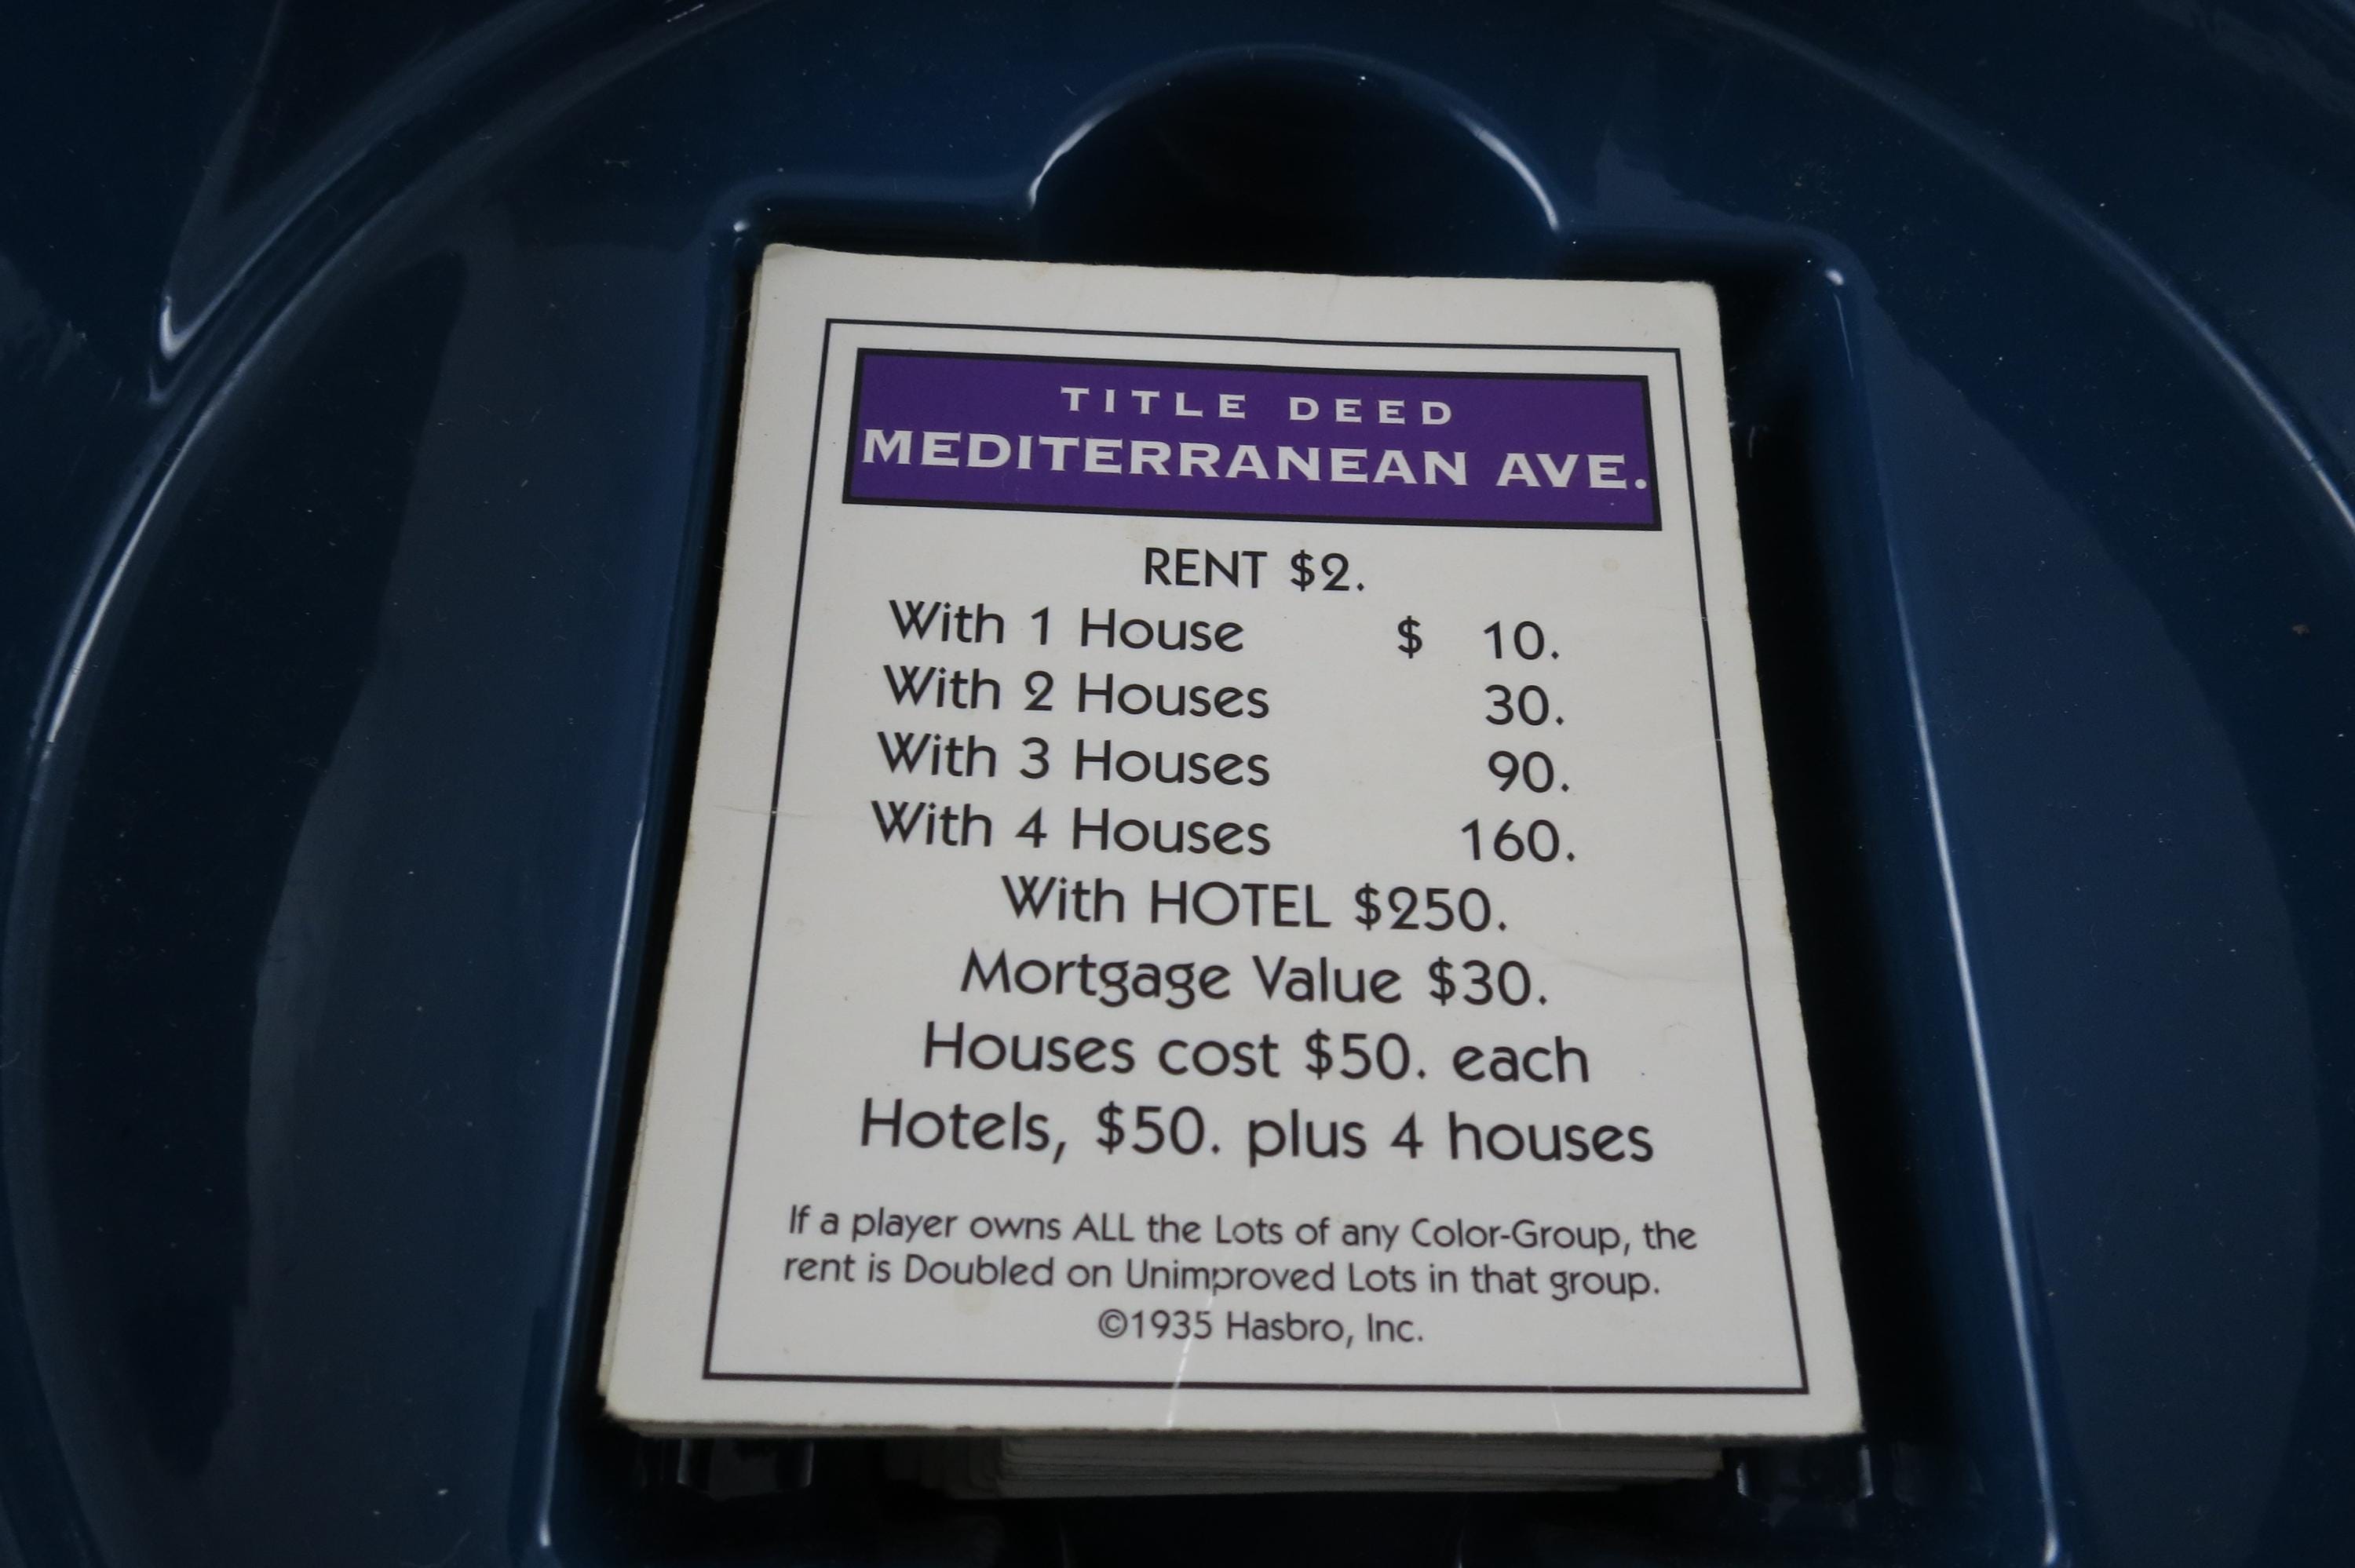 TITLE DEED
MEDITERRANEAN AVE.
RENT $2.
With 1 House $ 10.
With 2 Houses 30.
With 3 Houses 90.
With 4 Houses 160.
With HOTEL $250.
Mortgage Value $30.
Houses cost $50. each
Hotels, $50. plus 4 houses
If a player owns ALL the Lots of any Color-Group, the
rent is Doubled on Unimproved Lots in that group.
©1935 Hasbro, Inc.